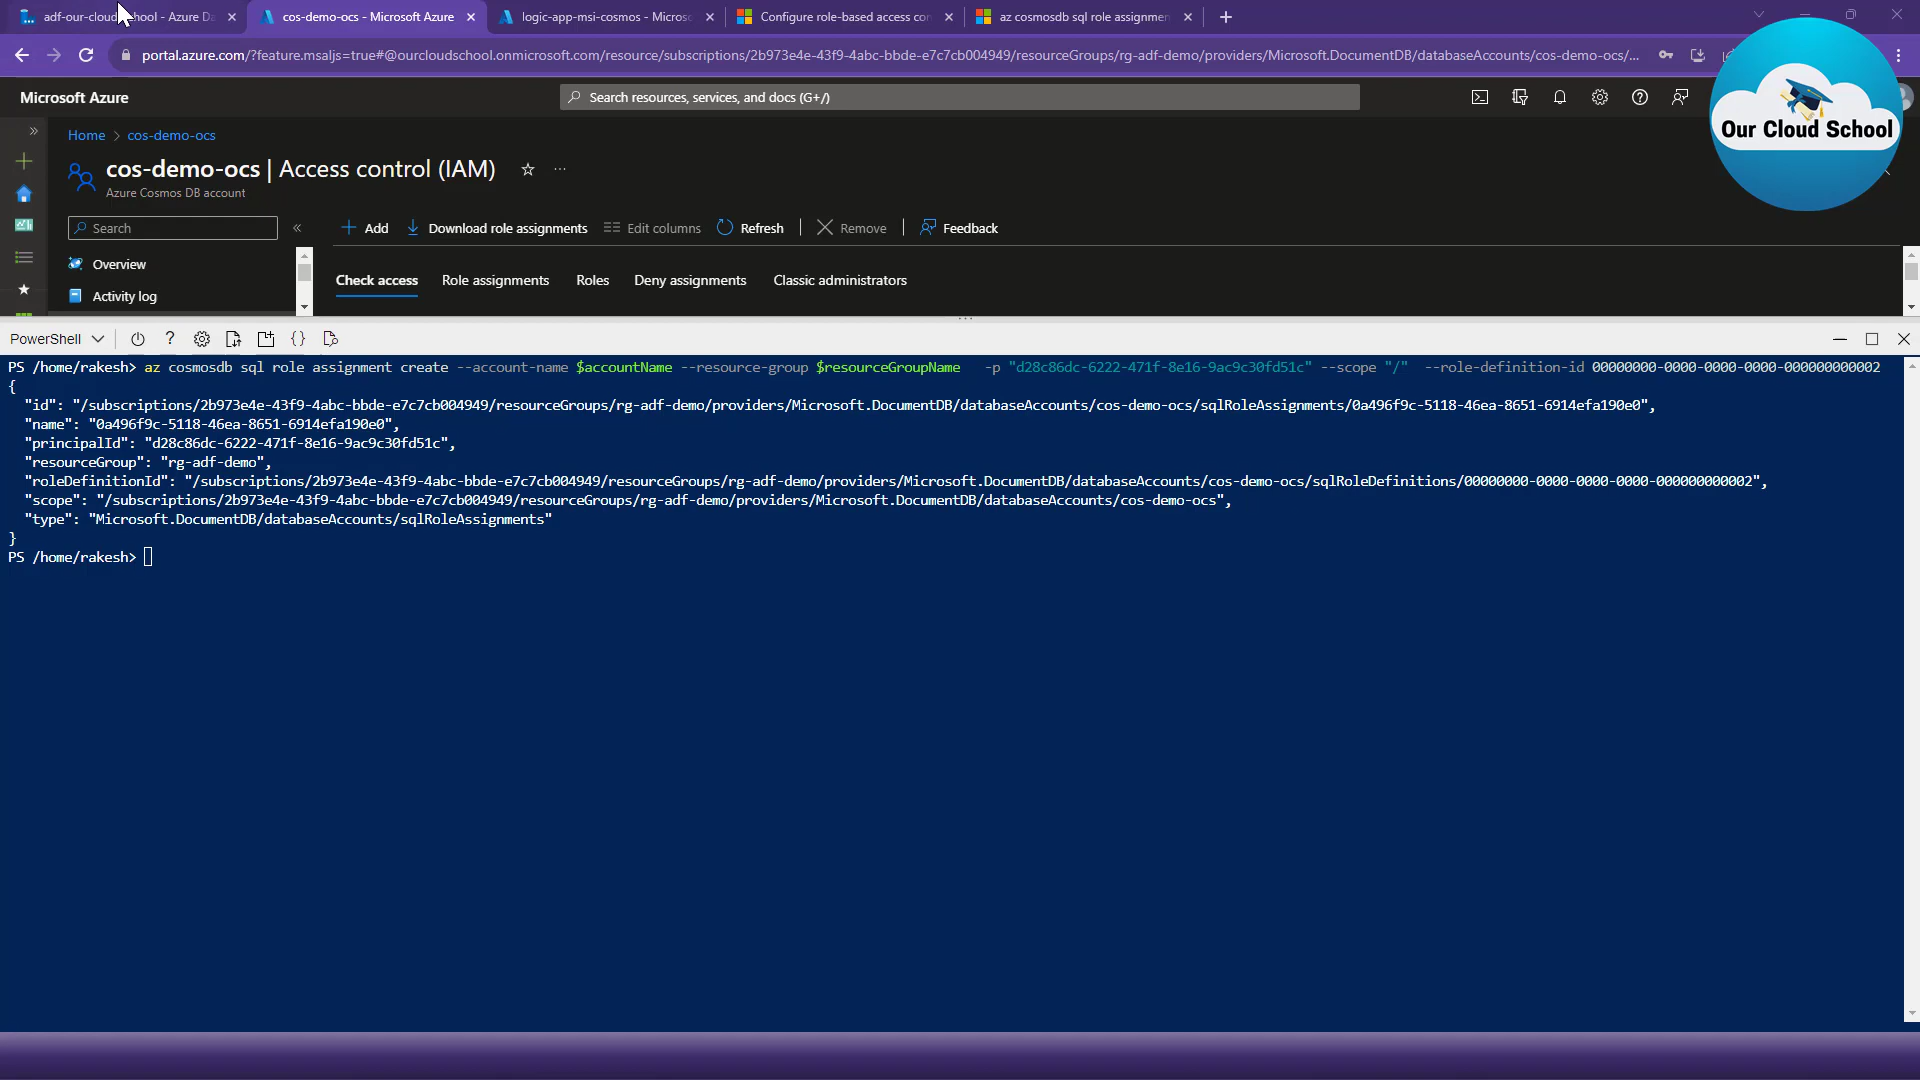 adf-our-cloud-school - Azure Da
cos-demo-ocs - Microsoft Azure
logic-app-msi-cosmos - Micros
Configure role-based access con
az cosmosdb sql role assignmen
portal.azure.com/?feature.msaljs=true#@ourcloudschool.onmicrosoft.com/resource/subscriptions/2b973e4e-43f9-4abc-bbde-e7c7cb004949/resourceGroups/rg-adf-demo/providers/Microsoft.DocumentDB/databaseAccounts/cos-demo-ocs/...
Microsoft Azure
Search resources, services, and docs (G+/)
Our Cloud School
Home > cos-demo-ocs
cos-demo-ocs | Access control (IAM)
Azure Cosmos DB account
Search
Add
Download role assignments
Edit columns
Refresh
Remove
Feedback
Overview
Activity log
Check access
Role assignments
Roles
Deny assignments
Classic administrators
PowerShell
PS /home/rakesh> az cosmosdb sql role assignment create --account-name $accountName --resource-group $resourceGroupName   -p "d28c86dc-6222-471f-8e16-9ac9c30fd51c" --scope "/"  --role-definition-id 00000000-0000-0000-0000-000000000002
{
  "id": "/subscriptions/2b973e4e-43f9-4abc-bbde-e7c7cb004949/resourceGroups/rg-adf-demo/providers/Microsoft.DocumentDB/databaseAccounts/cos-demo-ocs/sqlRoleAssignments/0a496f9c-5118-46ea-8651-6914efa190e0",
  "name": "0a496f9c-5118-46ea-8651-6914efa190e0",
  "principalId": "d28c86dc-6222-471f-8e16-9ac9c30fd51c",
  "resourceGroup": "rg-adf-demo",
  "roleDefinitionId": "/subscriptions/2b973e4e-43f9-4abc-bbde-e7c7cb004949/resourceGroups/rg-adf-demo/providers/Microsoft.DocumentDB/databaseAccounts/cos-demo-ocs/sqlRoleDefinitions/00000000-0000-0000-0000-000000000002",
  "scope": "/subscriptions/2b973e4e-43f9-4abc-bbde-e7c7cb004949/resourceGroups/rg-adf-demo/providers/Microsoft.DocumentDB/databaseAccounts/cos-demo-ocs",
  "type": "Microsoft.DocumentDB/databaseAccounts/sqlRoleAssignments"
}
PS /home/rakesh>